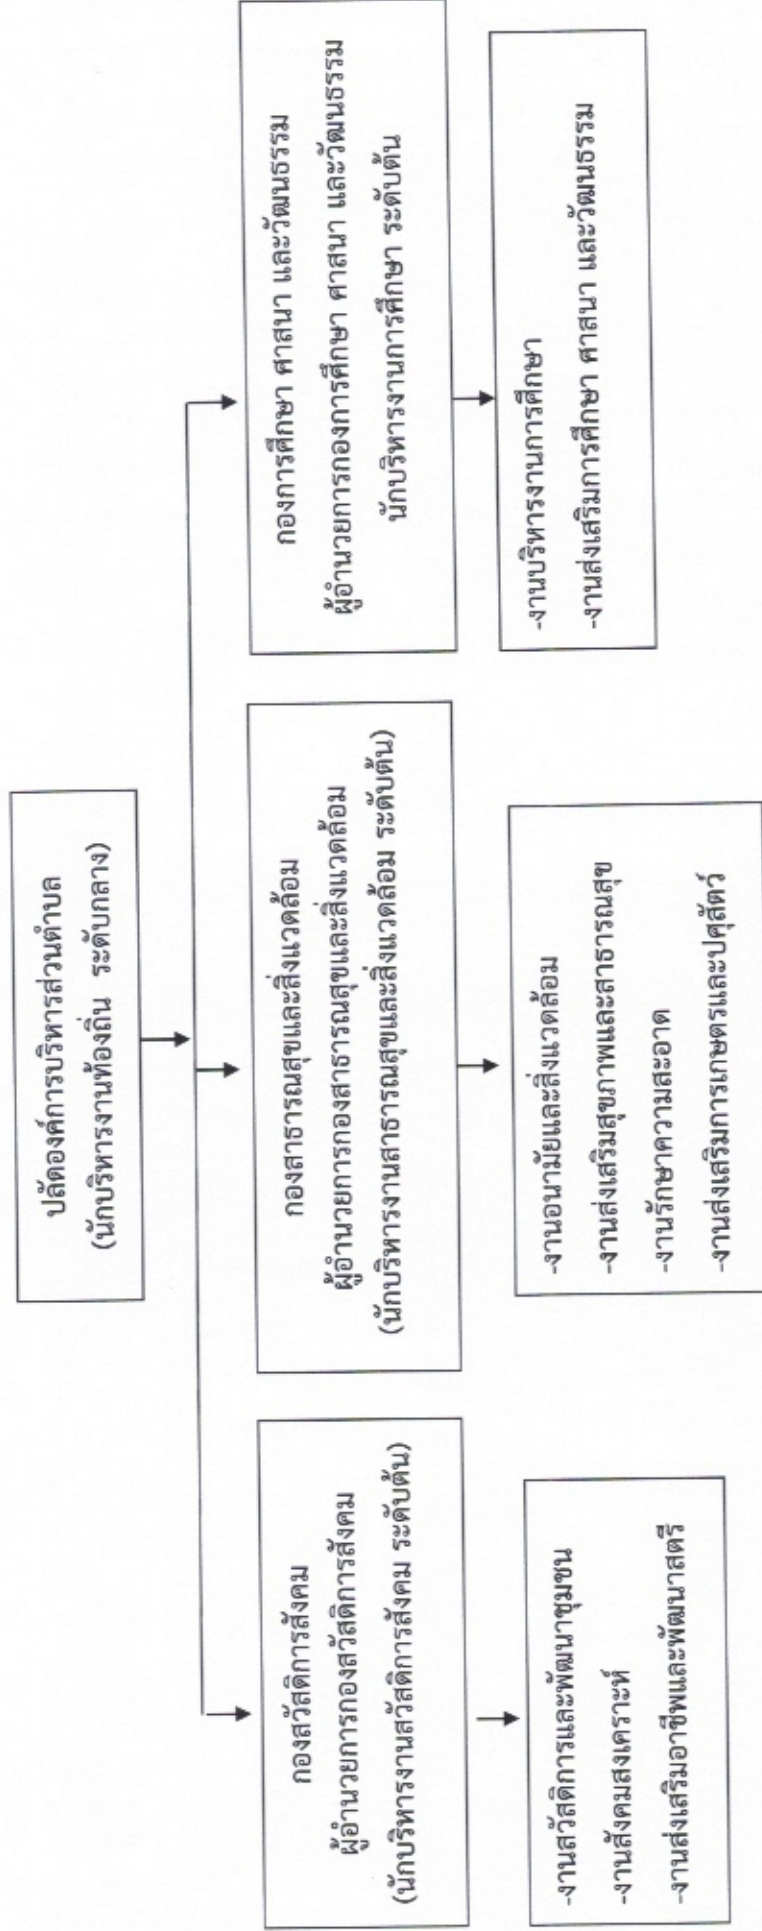 ปลัดองค์การบริหารส่วนตำบล
(นักบริหารงานท้องถิ่น ระดับกลาง)
กองสวัสดิการสังคม
ผู้อำนวยการกองสวัสดิการสังคม
(นักบริหารงานสวัสดิการสังคม ระดับต้น)
-งานสวัสดิการและพัฒนาชุมชน
-งานสังคมสงเคราะห์
-งานส่งเสริมอาชีพและพัฒนาสตรี
กองสาธารณสุขและสิ่งแวดล้อม
ผู้อำนวยการกองสาธารณสุขและสิ่งแวดล้อม
(นักบริหารงานสาธารณสุขและสิ่งแวดล้อม ระดับต้น)
-งานอนามัยและสิ่งแวดล้อม
-งานส่งเสริมสุขภาพและสาธารณสุข
-งานรักษาความสะอาด
-งานส่งเสริมการเกษตรและปศุสัตว์
กองการศึกษา ศาสนา และวัฒนธรรม
ผู้อำนวยการกองการศึกษา ศาสนา และวัฒนธรรม
นักบริหารงานการศึกษา ระดับต้น
-งานบริหารงานการศึกษา
-งานส่งเสริมการศึกษา ศาสนา และวัฒนธรรม